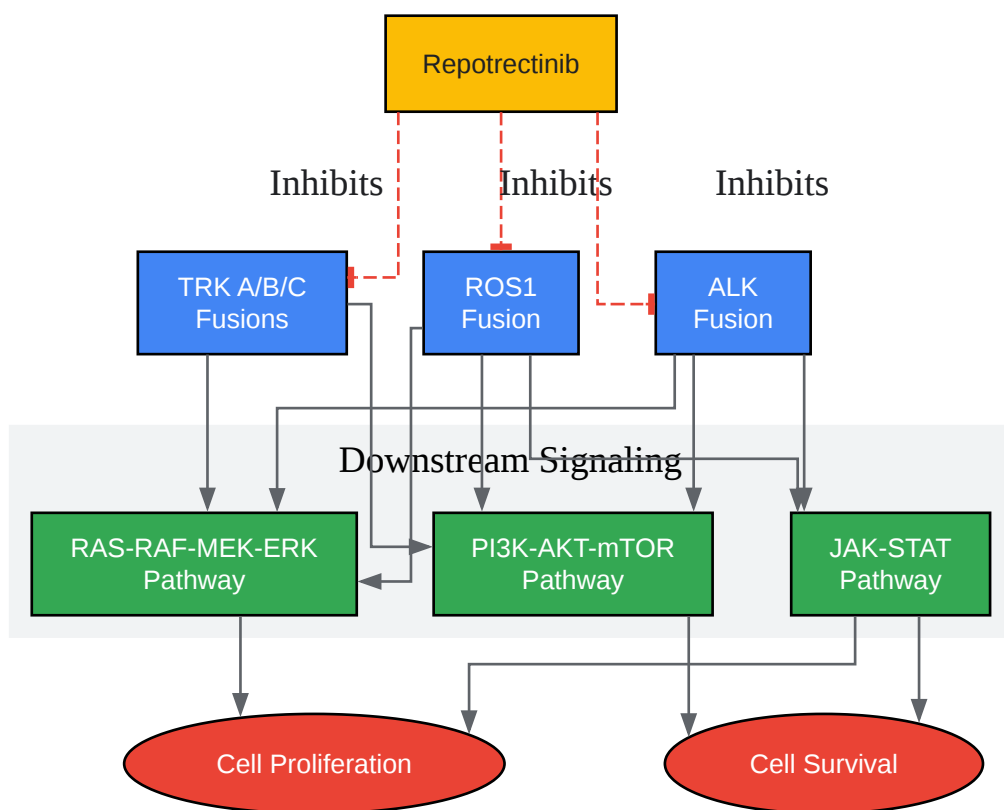 Repotrectinib
Inhibits
Inhibits
Inhibits
TRK A/B/C
Fusions
ROS1
Fusion
ALK
Fusion
Downstream Signaling
RAS-RAF-MEK-ERK
Pathway
PI3K-AKT-mTOR
Pathway
JAK-STAT
Pathway
Cell Proliferation
Cell Survival